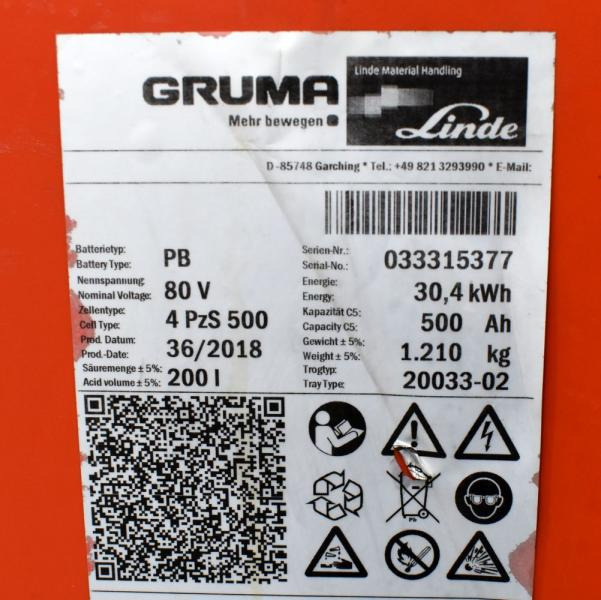 GRUMA
Mehr bewegen
Linde Material Handling
Linde
D-85748 Garching * Tel.: +49 821 3293990 * E-Mail:
Batterietyp:
Battery Type: PB
Nennspannung:
Nominal Voltage: 80 V
Zellentype:
Cell Type: 4 PzS 500
Prod. Datum:
Prod.-Date: 36/2018
Säuremenge ± 5%:
Acid volume ± 5%: 200 l
Serien-Nr.:
Serial-No.: 033315377
Energie:
Energy: 30,4 kWh
Kapazität C5:
Capacity C5: 500 Ah
Gewicht ± 5%:
Weight ± 5%: 1.210 kg
Trogtyp:
Tray Type: 20033-02
Pb